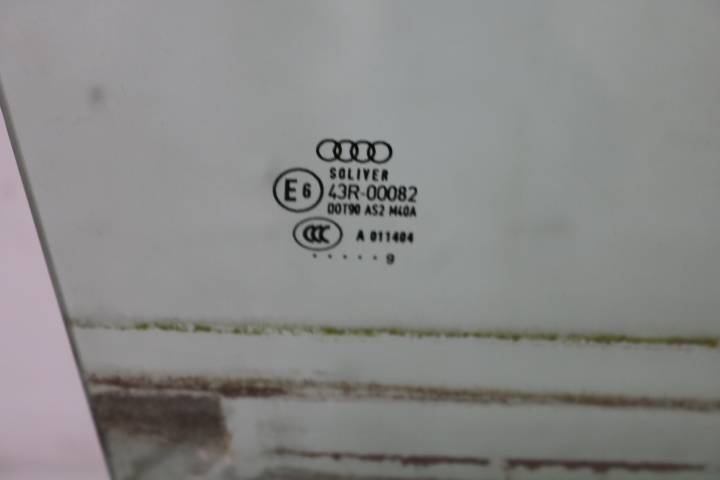 SOLIVER
E6 43R-00082
DOT90 AS2 M40A
CCC A 011404
.....9